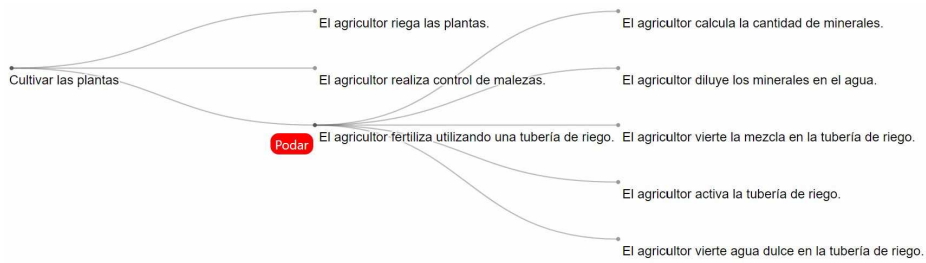 Cultivar las plantas
El agricultor riega las plantas.
El agricultor realiza control de malezas.
El agricultor fertiliza utilizando una tubería de riego.
Podar
El agricultor calcula la cantidad de minerales.
El agricultor diluye los minerales en el agua.
El agricultor vierte la mezcla en la tubería de riego.
El agricultor activa la tubería de riego.
El agricultor vierte agua dulce en la tubería de riego.